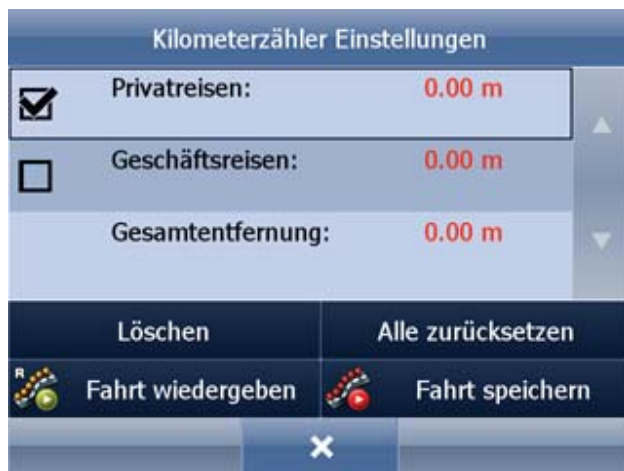 Kilometerzähler Einstellungen
Privatreisen: 0.00 m
Geschäftsreisen: 0.00 m
Gesamtentfernung: 0.00 m
Löschen Alle zurücksetzen
R Fahrt wiedergeben Fahrt speichern